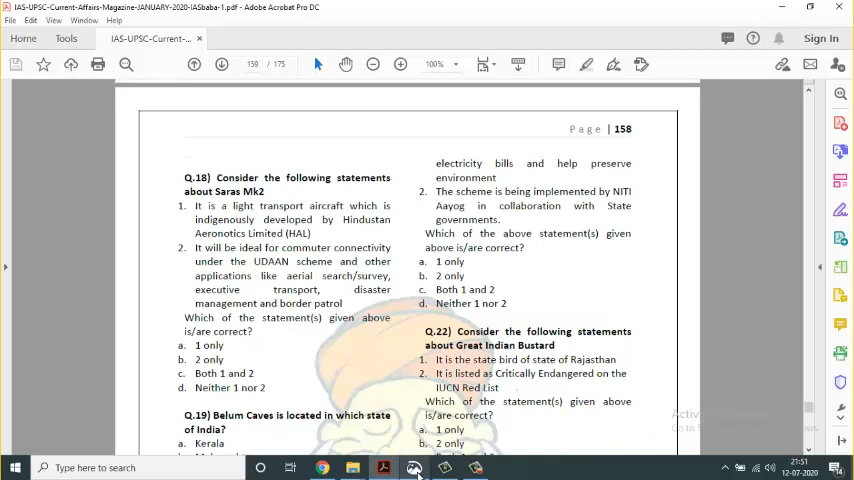 IAS-UPSC-Current-Affairs-Magazine-JANUARY-2020-IASbaba-1.pdf - Adobe Acrobat Pro DC
File Edit View Window Help
Home Tools IAS-UPSC-Current-... × Sign In
159 / 175 100%
Page | 158
Q.18) Consider the following statements
about Saras Mk2
1. It is a light transport aircraft which is
indigenously developed by Hindustan
Aeronotics Limited (HAL)
2. It will be ideal for commuter connectivity
under the UDAAN scheme and other
applications like aerial search/survey,
executive transport, disaster
management and border patrol
Which of the statement(s) given above
is/are correct?
a. 1 only
b. 2 only
c. Both 1 and 2
d. Neither 1 nor 2
Q.19) Belum Caves is located in which state
of India?
a. Kerala
electricity bills and help preserve
environment
2. The scheme is being implemented by NITI
Aayog in collaboration with State
governments.
Which of the above statement(s) given
above is/are correct?
a. 1 only
b. 2 only
c. Both 1 and 2
d. Neither 1 nor 2
Q.22) Consider the following statements
about Great Indian Bustard
1. It is the state bird of state of Rajasthan
2. It is listed as Critically Endangered on the
IUCN Red List
Which of the statement(s) given above
is/are correct?
a. 1 only
b. 2 only
Type here to search
21:51
12-07-2020